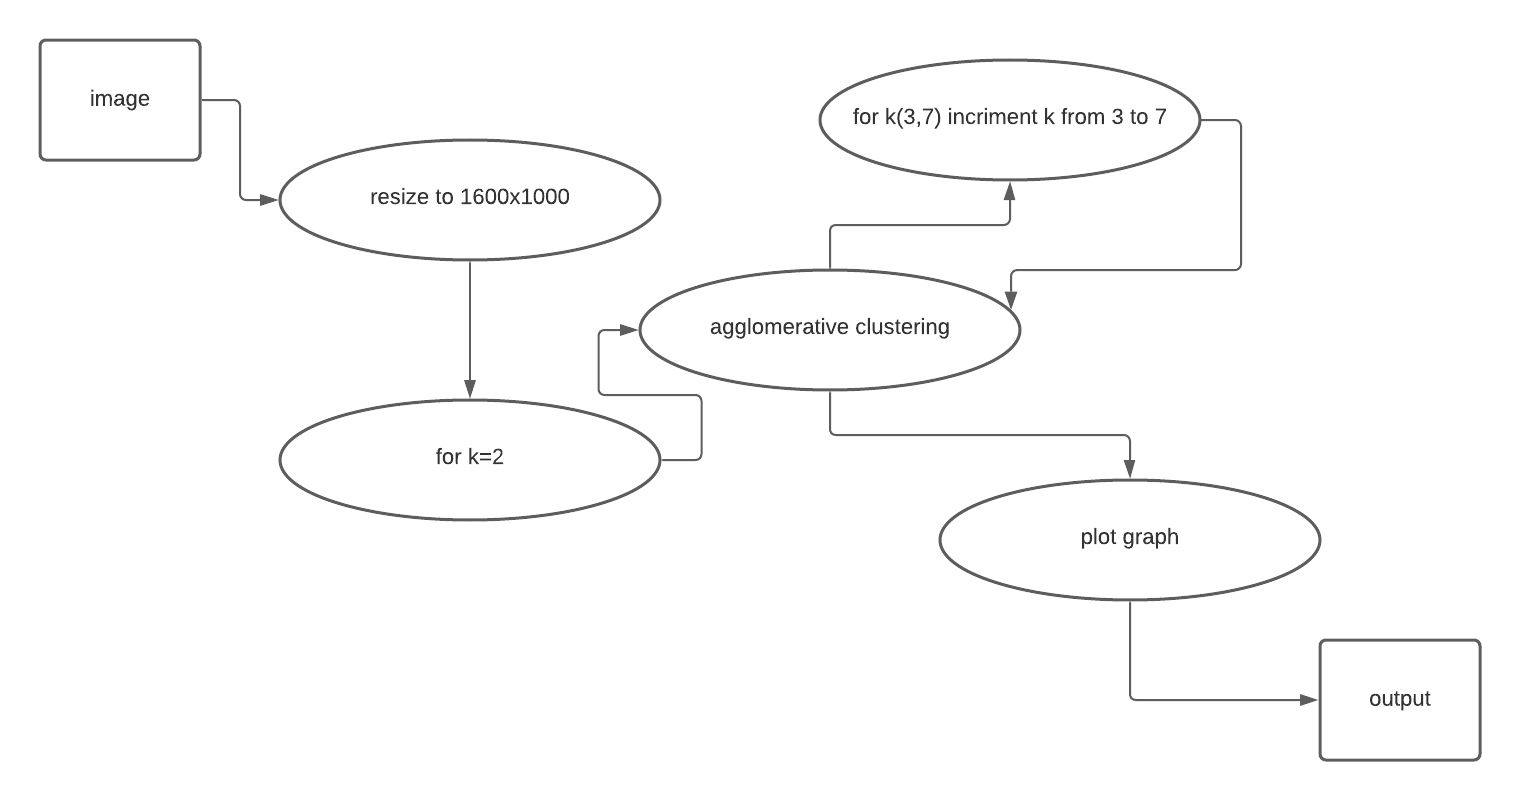 image
resize to 1600x1000
for k=2
agglomerative clustering
for k(3,7) incriment k from 3 to 7
plot graph
output